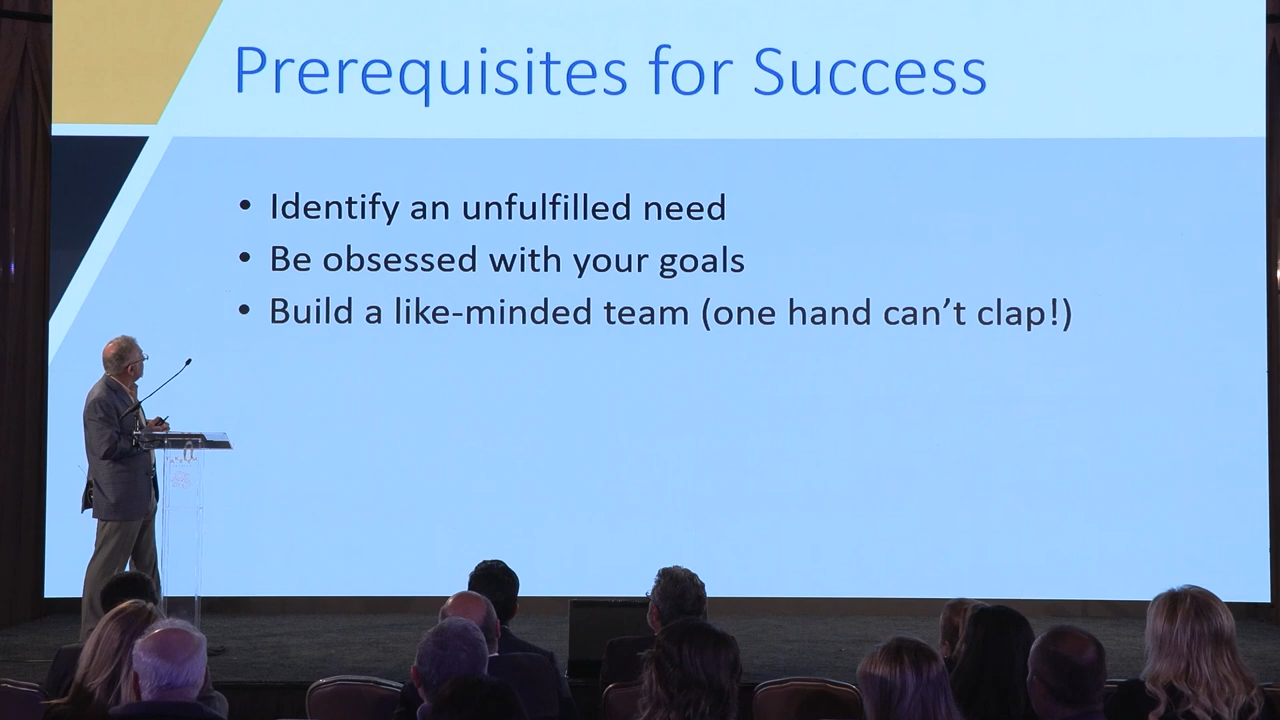 Prerequisites for Success
• Identify an unfulfilled need
• Be obsessed with your goals
• Build a like-minded team (one hand can’t clap!)